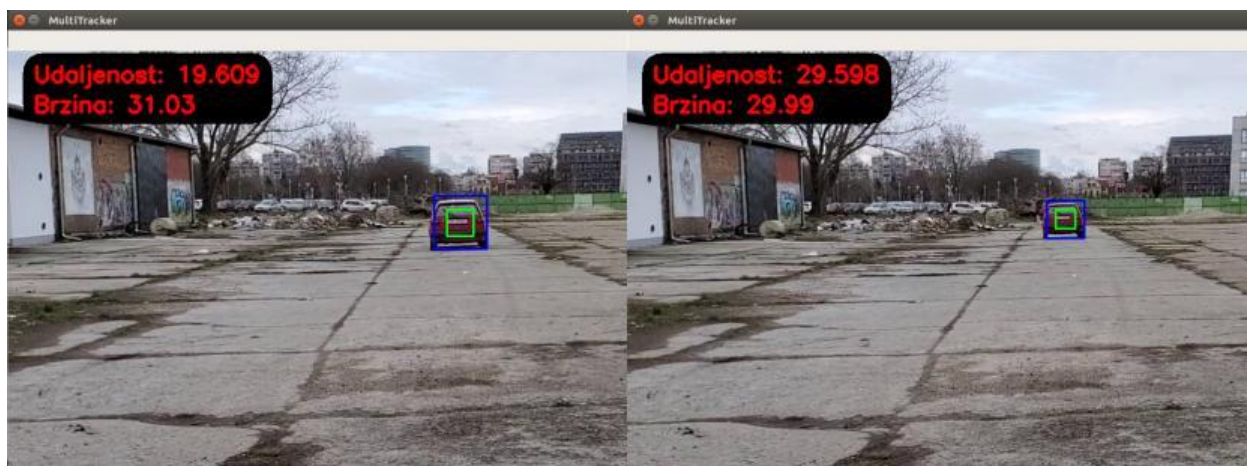 MultiTracker
Udaljenost: 19.609
Brzina: 31.03
MultiTracker
Udaljenost: 29.598
Brzina: 29.99